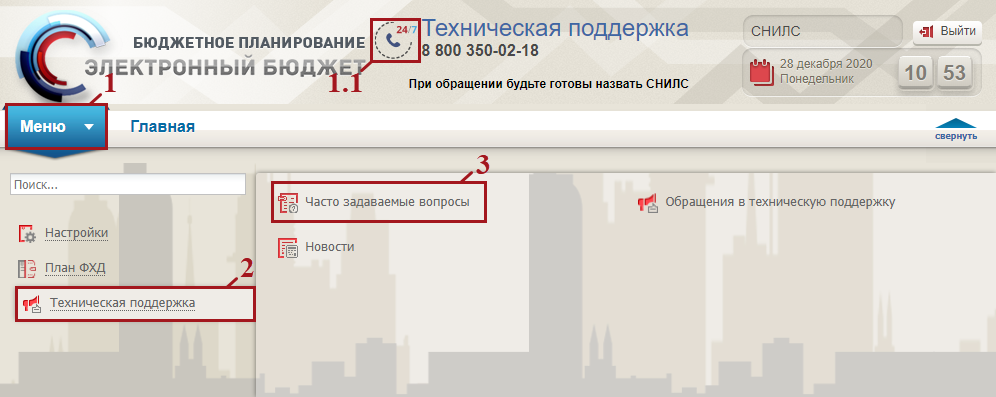 24/7
Техническая поддержка
СНИЛС
Выйти
БЮДЖЕТНОЕ ПЛАНИРОВАНИЕ
8 800 350-02-18
ЭЛЕКТРОННЫЙ БЮДЖЕТ
28 декабря 2020
Понедельник
10 53
1
1.1
При обращении будьте готовы назвать СНИЛС
Меню
Главная
свернуть
Поиск...
3
Часто задаваемые вопросы
Обращения в техническую поддержку
Настройки
Новости
План ФХД
2
Техническая поддержка